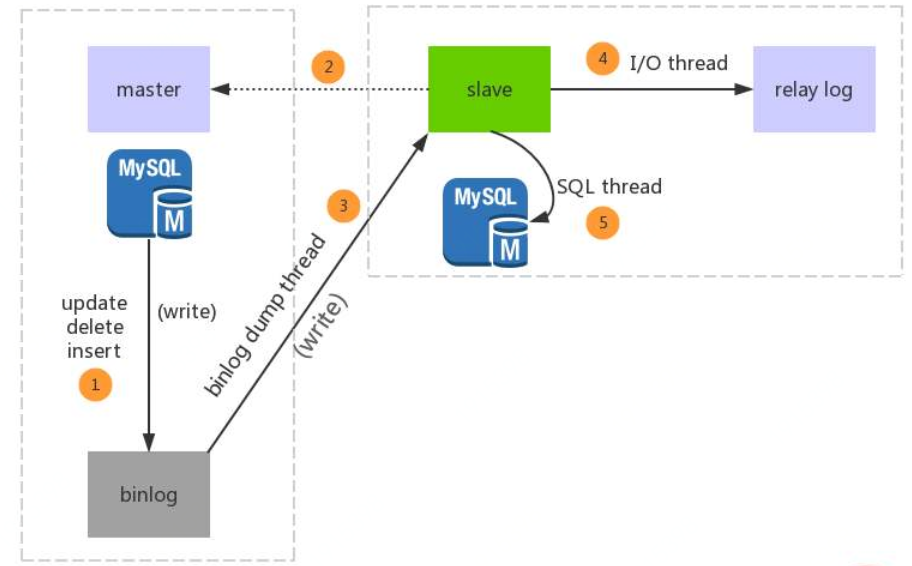 master
2
slave
4
I/O thread
relay log
MySQL
M
3
SQL thread
MySQL
M
5
update
delete
insert
(write)
1
binlog dump thread
(write)
binlog